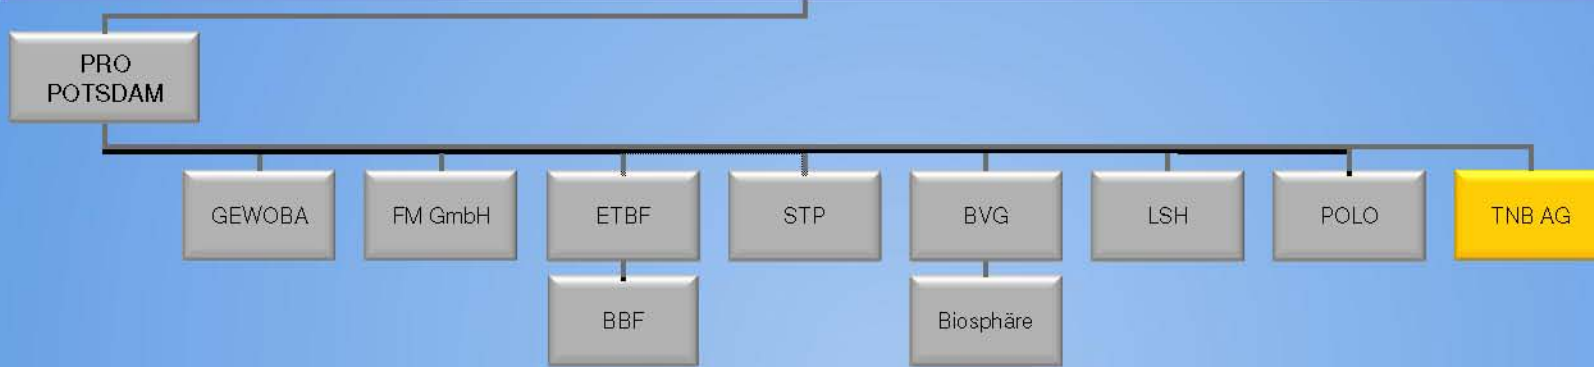 PRO
POTSDAM
GEWOBA
FM GmbH
ETBF
STP
BVG
LSH
POLO
TNB AG
BBF
Biosphäre